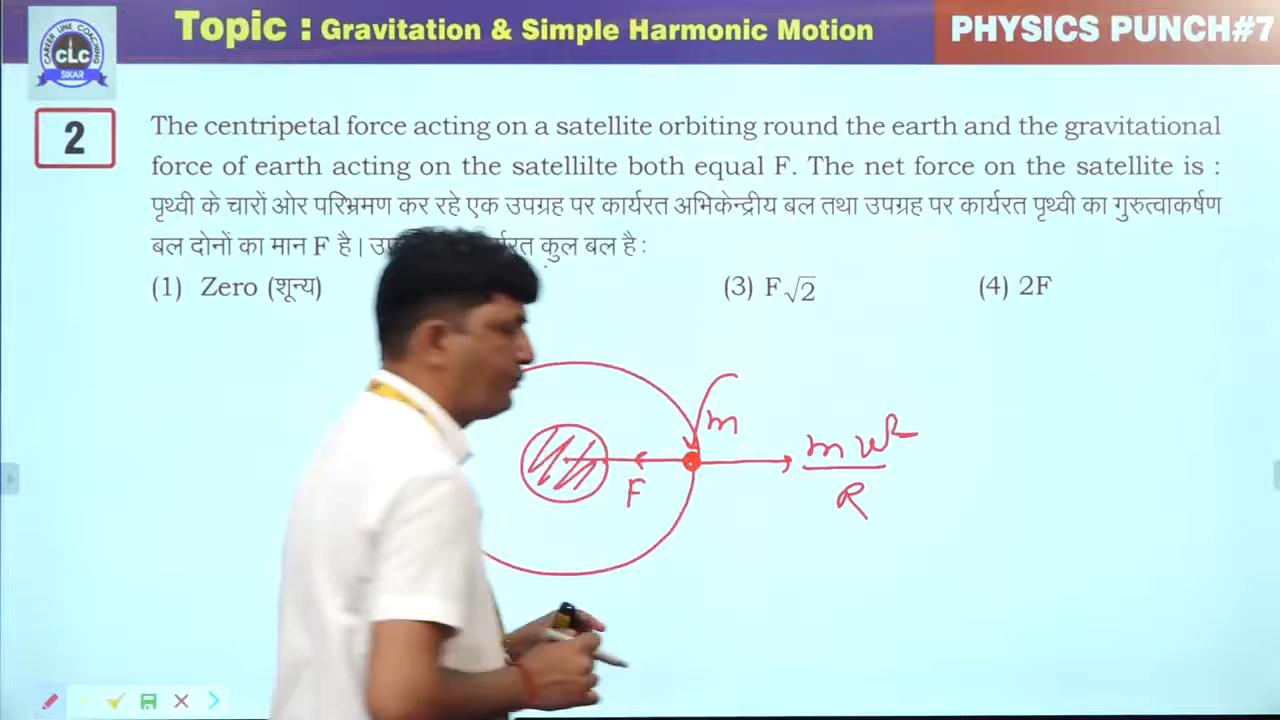 Topic : Gravitation & Simple Harmonic Motion
PHYSICS PUNCH#7
CAREER LINE COACHING
CLC
SIKAR
2
The centripetal force acting on a satellite orbiting round the earth and the gravitational
force of earth acting on the satellilte both equal F. The net force on the satellite is :
पृथ्वी के चारों ओर परिभ्रमण कर रहे एक उपग्रह पर कार्यरत अभिकेन्द्रीय बल तथा उपग्रह पर कार्यरत पृथ्वी का गुरुत्वाकर्षण
बल दोनों का मान F है। कुल बल है :
(1) Zero (शून्य) (3) F√2 (4) 2F
m
F
R